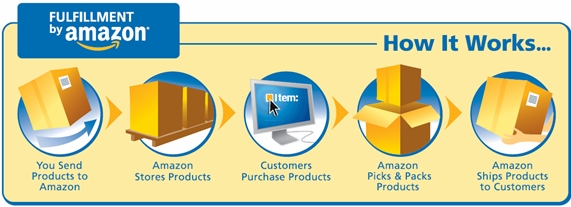 FULFILLMENT
by amazon®
How It Works...
Item:
You Send
Products to
Amazon
Amazon
Stores Products
Customers
Purchase Products
Amazon
Picks & Packs
Products
Amazon
Ships Products
to Customers